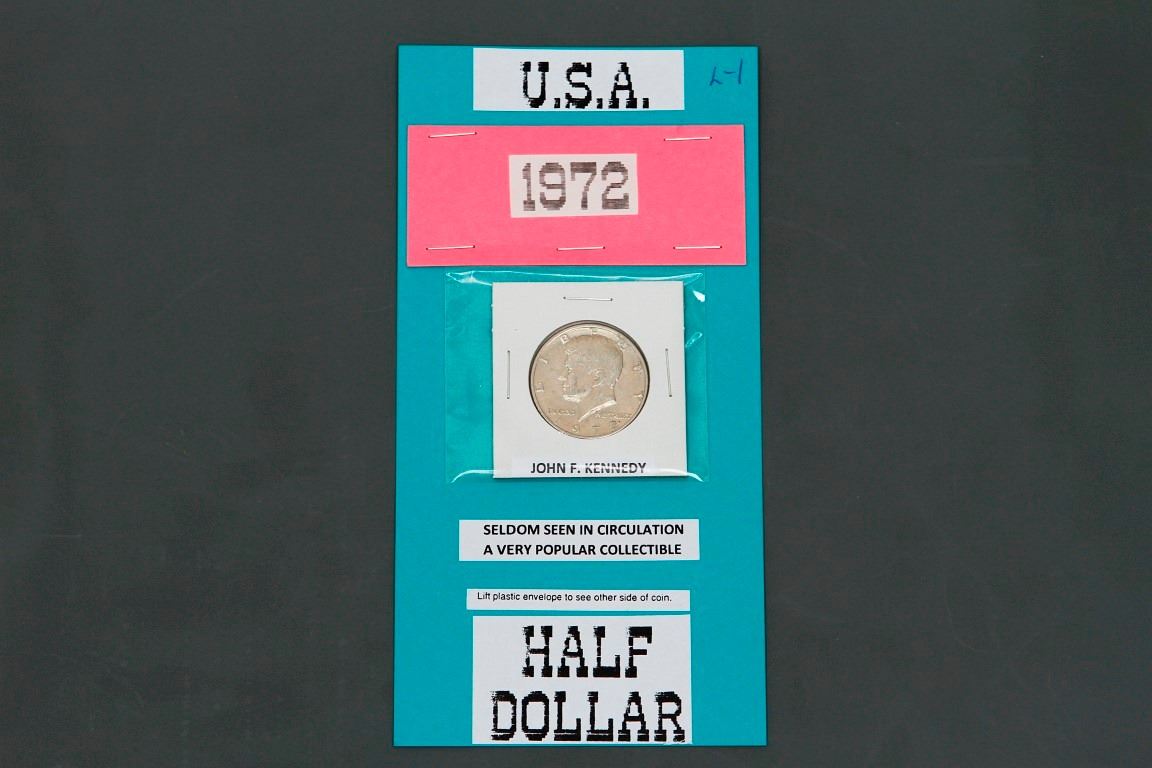 U.S.A.
L-1
1972
LIBERTY
IN GOD WE TRUST
1972
JOHN F. KENNEDY
SELDOM SEEN IN CIRCULATION
A VERY POPULAR COLLECTIBLE
Lift plastic envelope to see other side of coin.
HALF
DOLLAR